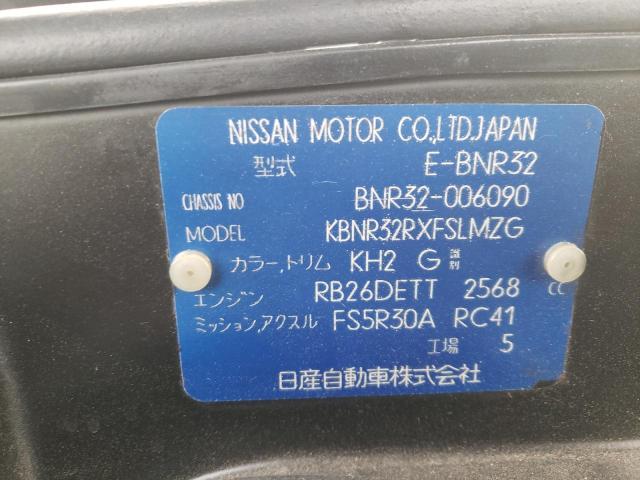 NISSAN MOTOR CO.,LTD.JAPAN
型式 E-BNR32
CHASSIS NO BNR32-006090
MODEL KBNR32RXFSLMZG
カラー,トリム KH2 G 識別
エンジン RB26DETT 2568 CC
ミッション,アクスル FS5R30A RC41
工場 5
日産自動車株式会社